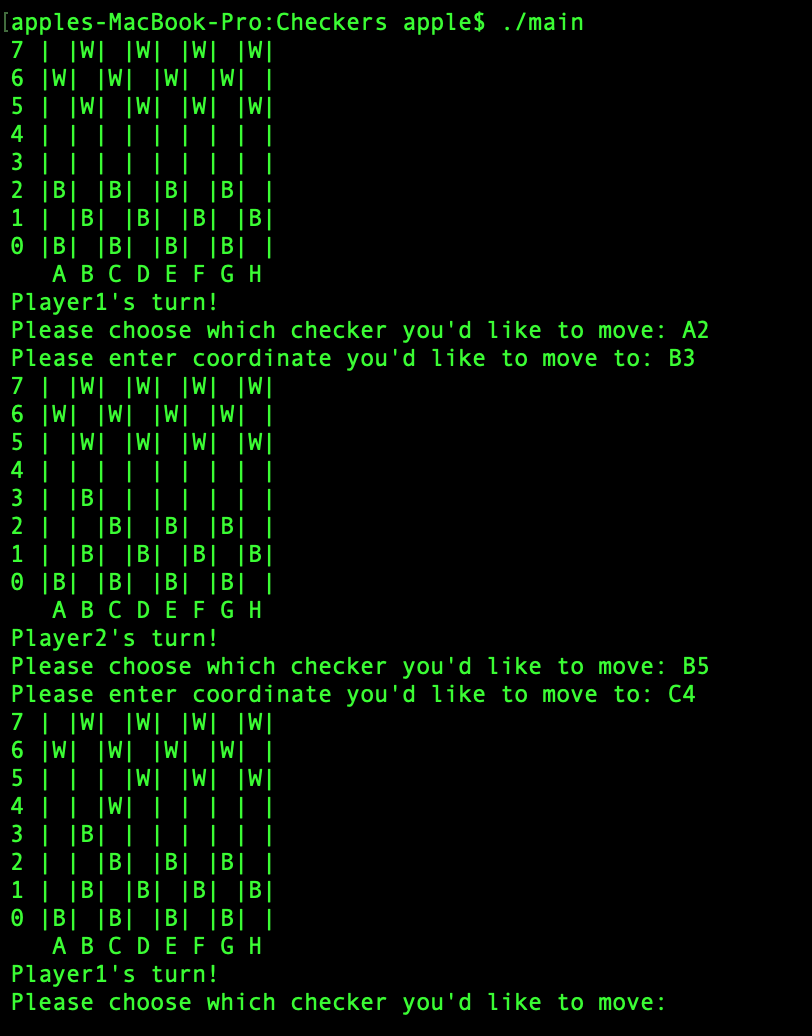 [apples-MacBook-Pro:Checkers apple$ ./main
7 | |W| |W| |W| |W|
6 |W| |W| |W| |W| |
5 | |W| |W| |W| |W|
4 | | | | | | | | |
3 | | | | | | | | |
2 |B| |B| |B| |B| |
1 | |B| |B| |B| |B|
0 |B| |B| |B| |B| |
   A B C D E F G H
Player1's turn!
Please choose which checker you'd like to move: A2
Please enter coordinate you'd like to move to: B3
7 | |W| |W| |W| |W|
6 |W| |W| |W| |W| |
5 | |W| |W| |W| |W|
4 | | | | | | | | |
3 | |B| | | | | | |
2 | | |B| |B| |B| |
1 | |B| |B| |B| |B|
0 |B| |B| |B| |B| |
   A B C D E F G H
Player2's turn!
Please choose which checker you'd like to move: B5
Please enter coordinate you'd like to move to: C4
7 | |W| |W| |W| |W|
6 |W| |W| |W| |W| |
5 | | | |W| |W| |W|
4 | | |W| | | | | |
3 | |B| | | | | | |
2 | | |B| |B| |B| |
1 | |B| |B| |B| |B|
0 |B| |B| |B| |B| |
   A B C D E F G H
Player1's turn!
Please choose which checker you'd like to move: